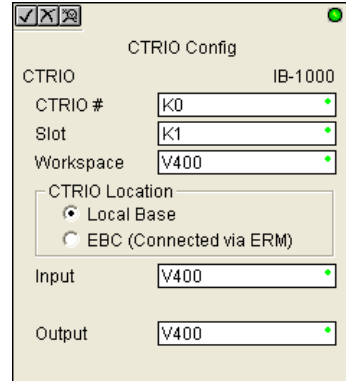 CTRIO Config
CTRIO IB-1000
CTRIO # K0
Slot K1
Workspace V400
CTRIO Location
Local Base
EBC (Connected via ERM)
Input V400
Output V400